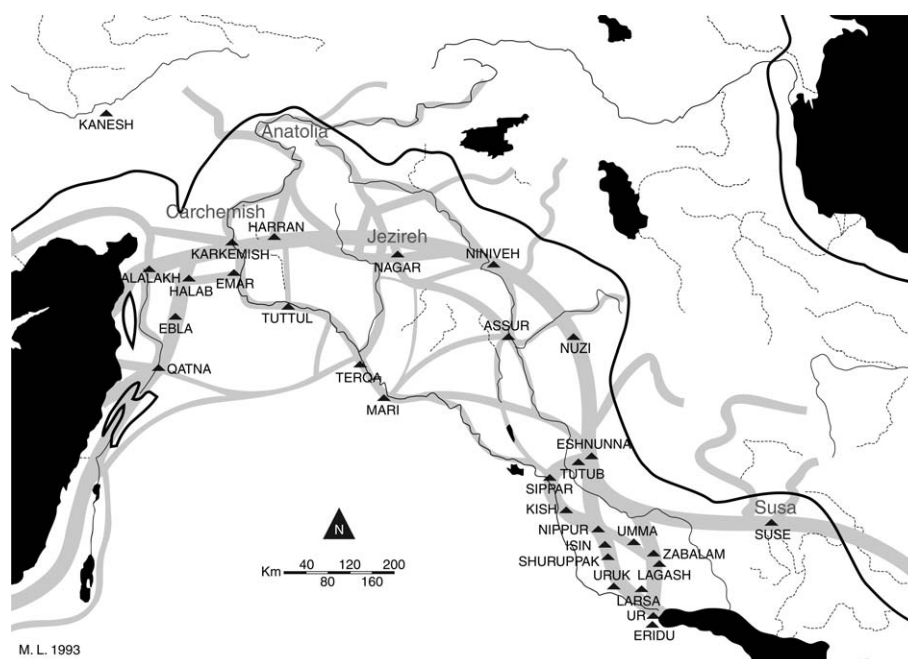 KANESH
Anatolia
Carchemish
HARRAN
KARKEMISH
Jezireh
NAGAR
NINIVEH
ALALAKH
HALAB
EMAR
TUTTUL
EBLA
ASSUR
NUZI
QATNA
TERQA
MARI
ESHNUNNA
TUTUB
SIPPAR
Susa
KISH
SUSE
NIPPUR
UMMA
ISIN
ZABALAM
SHURUPPAK
URUK
LAGASH
LARSA
UR
ERIDU
N
40 120 200
Km
80 160
M. L. 1993